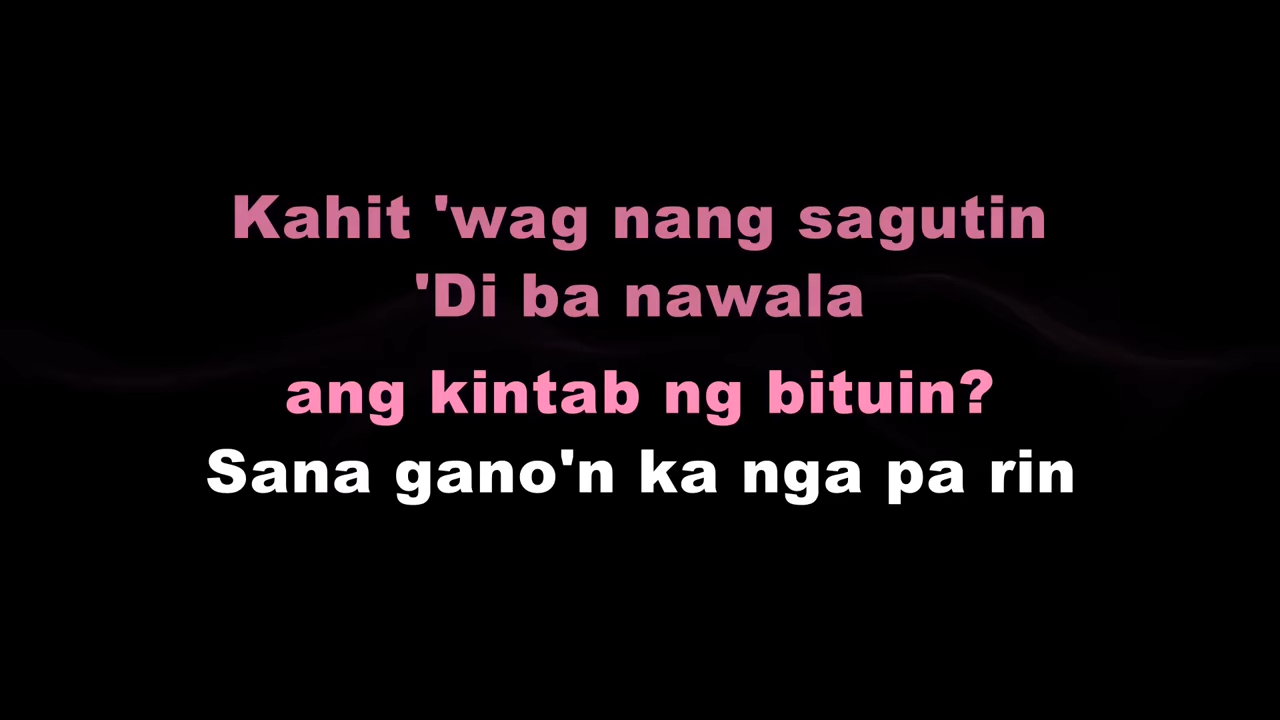 Kahit 'wag nang sagutin
'Di ba nawala
ang kintab ng bituin?
Sana gano'n ka nga pa rin